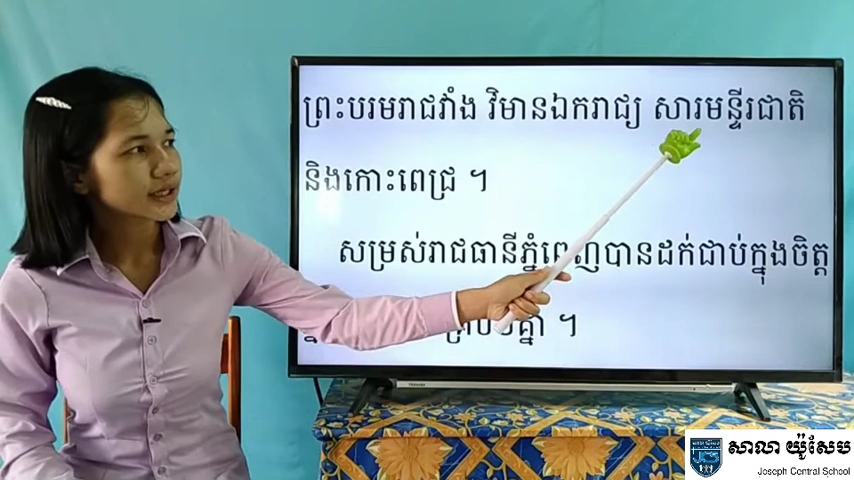 ព្រះបរមរាជវាំង វិមានឯករាជ្យ សារមន្ទីរជាតិ
និងកោះពេជ្រ ។
សម្រស់រាជធានីភ្នំពេញបានដក់ជាប់ក្នុងចិត្ត
គ្នា ។
TOSHIBA
សាលា យ៉ូសែប
Joseph Central School
JCS